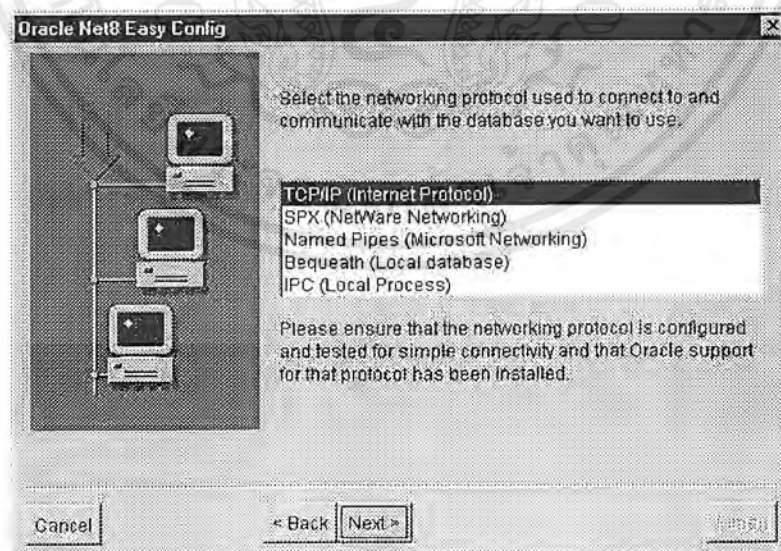 Oracle Net8 Easy Config
Select the networking protocol used to connect to and
communicate with the database you want to use.
TCP/IP (Internet Protocol)
SPX (NetWare Networking)
Named Pipes (Microsoft Networking)
Bequeath (Local database)
IPC (Local Process)
Please ensure that the networking protocol is configured
and tested for simple connectivity and that Oracle support
for that protocol has been installed.
Cancel
< Back
Next >